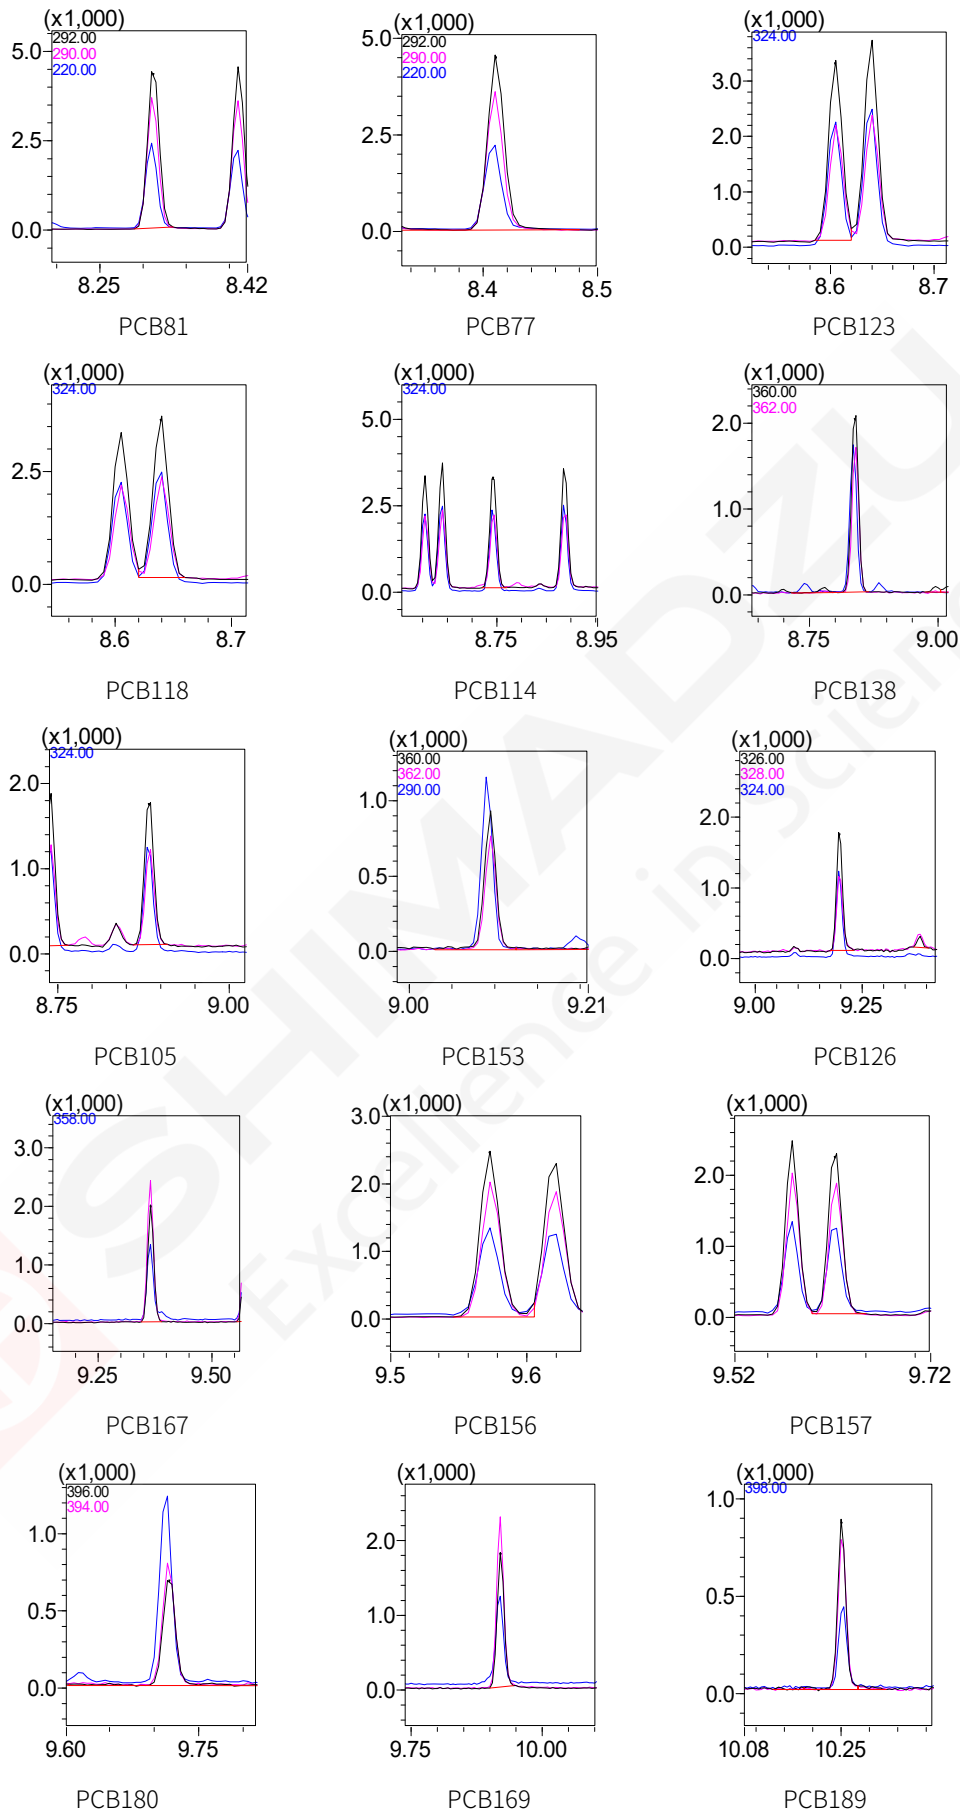 (x1,000) (x1,000) (x1,000)
292.00 292.00 324.00
290.00 290.00
220.00 220.00
5.0 5.0 3.0
2.5 2.5 2.0
1.0
0.0 0.0 0.0
8.25 8.42 8.4 8.5 8.6 8.7
PCB81 PCB77 PCB123
(x1,000) (x1,000) (x1,000)
324.00 324.00 360.00
362.00
2.5 5.0 2.0
2.5 1.0
0.0 0.0 0.0
8.6 8.7 8.75 8.95 8.75 9.00
PCB118 PCB114 PCB138
(x1,000) (x1,000) (x1,000)
324.00 360.00 326.00
362.00 328.00
290.00 324.00
2.0 1.0 2.0
1.0 0.5 1.0
0.0 0.0 0.0
8.75 9.00 9.00 9.21 9.00 9.25
PCB105 PCB153 PCB126
(x1,000) (x1,000) (x1,000)
358.00
3.0 3.0
2.0 2.0 2.0
1.0 1.0 1.0
0.0 0.0 0.0
9.25 9.50 9.5 9.6 9.52 9.72
PCB167 PCB156 PCB157
(x1,000) (x1,000) (x1,000)
396.00 398.00
394.00
1.0 2.0 1.0
0.5 1.0 0.5
0.0 0.0 0.0
9.60 9.75 9.75 10.00 10.08 10.25
PCB180 PCB169 PCB189
SHIMADZU
Excellence in Scien